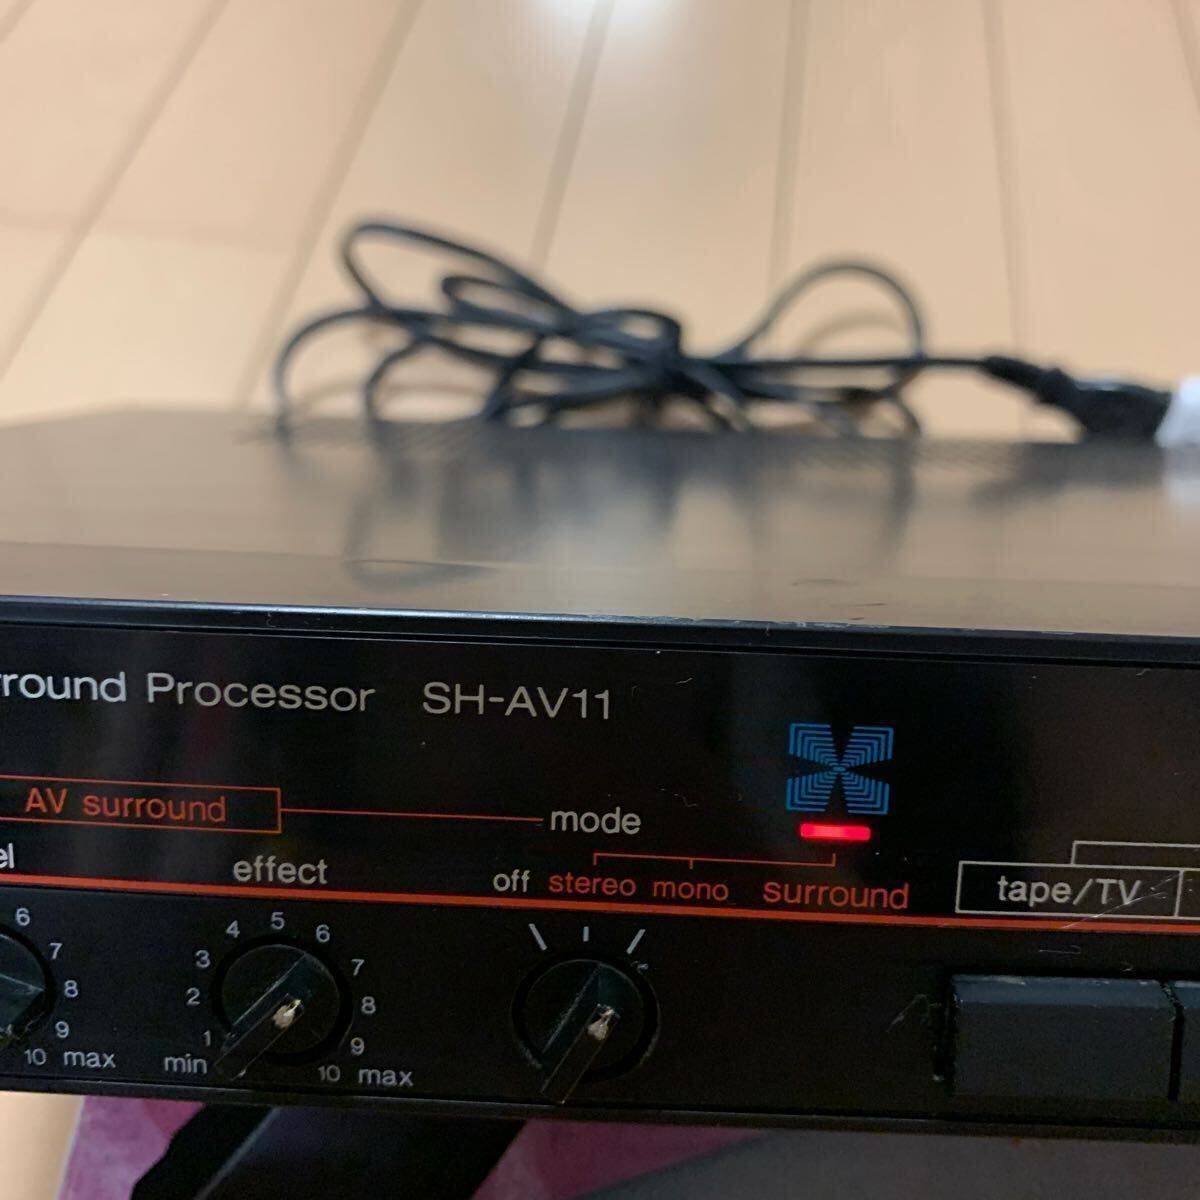 rround Processor SH-AV11
AV surround
mode
el
effect
off stereo mono surround
tape/TV
6
7
8
9
10 max
min
1
2
3
4
5
6
7
8
9
10 max